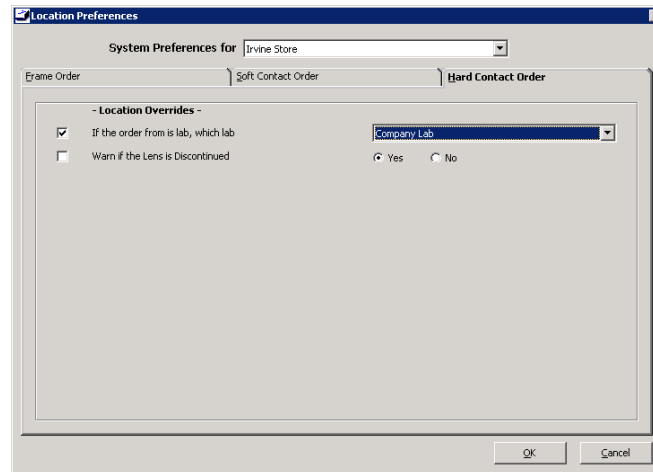 Location Preferences
System Preferences for Irvine Store
Frame Order Soft Contact Order Hard Contact Order
- Location Overrides -
If the order from is lab, which lab Company Lab
Warn if the Lens is Discontinued Yes No
OK Cancel